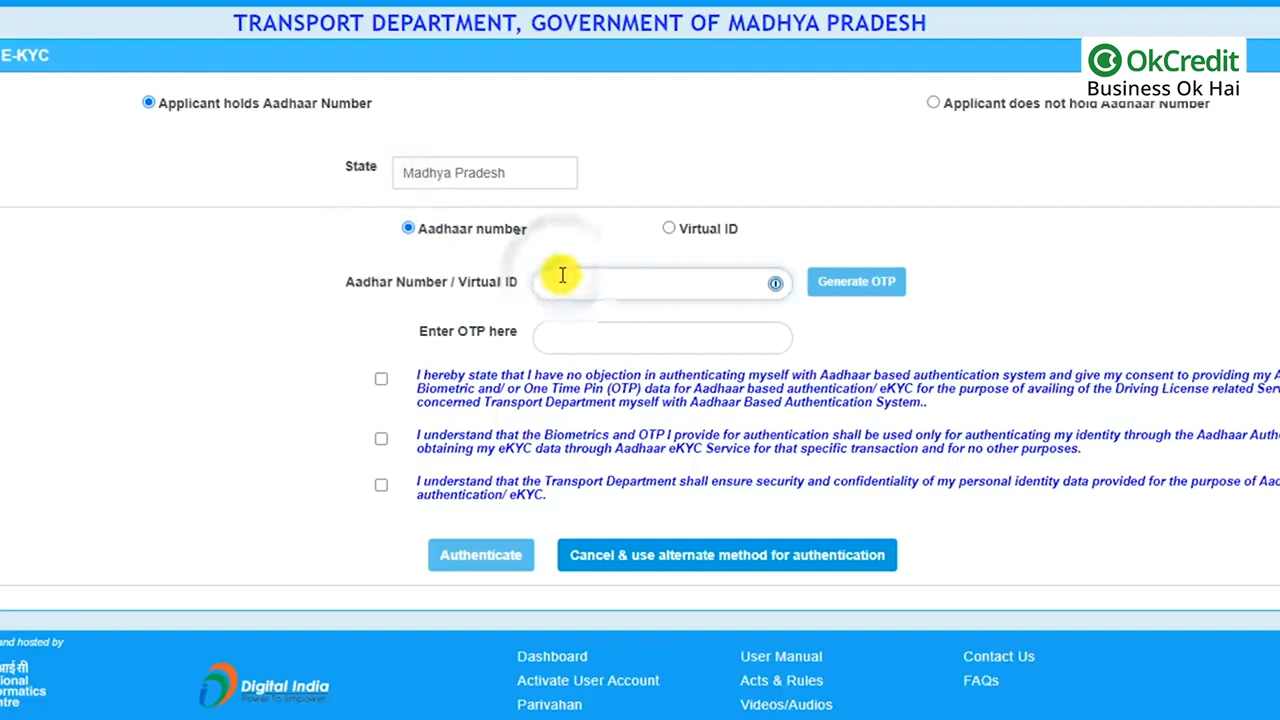 TRANSPORT DEPARTMENT, GOVERNMENT OF MADHYA PRADESH
E-KYC
OkCredit
Business Ok Hai
Applicant holds Aadhaar Number
Applicant does not hold Aadhaar Number
State
Madhya Pradesh
Aadhaar number
Virtual ID
Aadhar Number / Virtual ID
Generate OTP
Enter OTP here
I hereby state that I have no objection in authenticating myself with Aadhaar based authentication system and give my consent to providing my A
Biometric and/ or One Time Pin (OTP) data for Aadhaar based authentication/ eKYC for the purpose of availing of the Driving License related Serv
concerned Transport Department myself with Aadhaar Based Authentication System..
I understand that the Biometrics and OTP I provide for authentication shall be used only for authenticating my identity through the Aadhaar Auth
obtaining my eKYC data through Aadhaar eKYC Service for that specific transaction and for no other purposes.
I understand that the Transport Department shall ensure security and confidentiality of my personal identity data provided for the purpose of Aad
authentication/ eKYC.
Authenticate
Cancel & use alternate method for authentication
and hosted by
Dashboard
User Manual
Contact Us
Activate User Account
Acts & Rules
FAQs
Digital India
Power To Empower
Parivahan
Videos/Audios